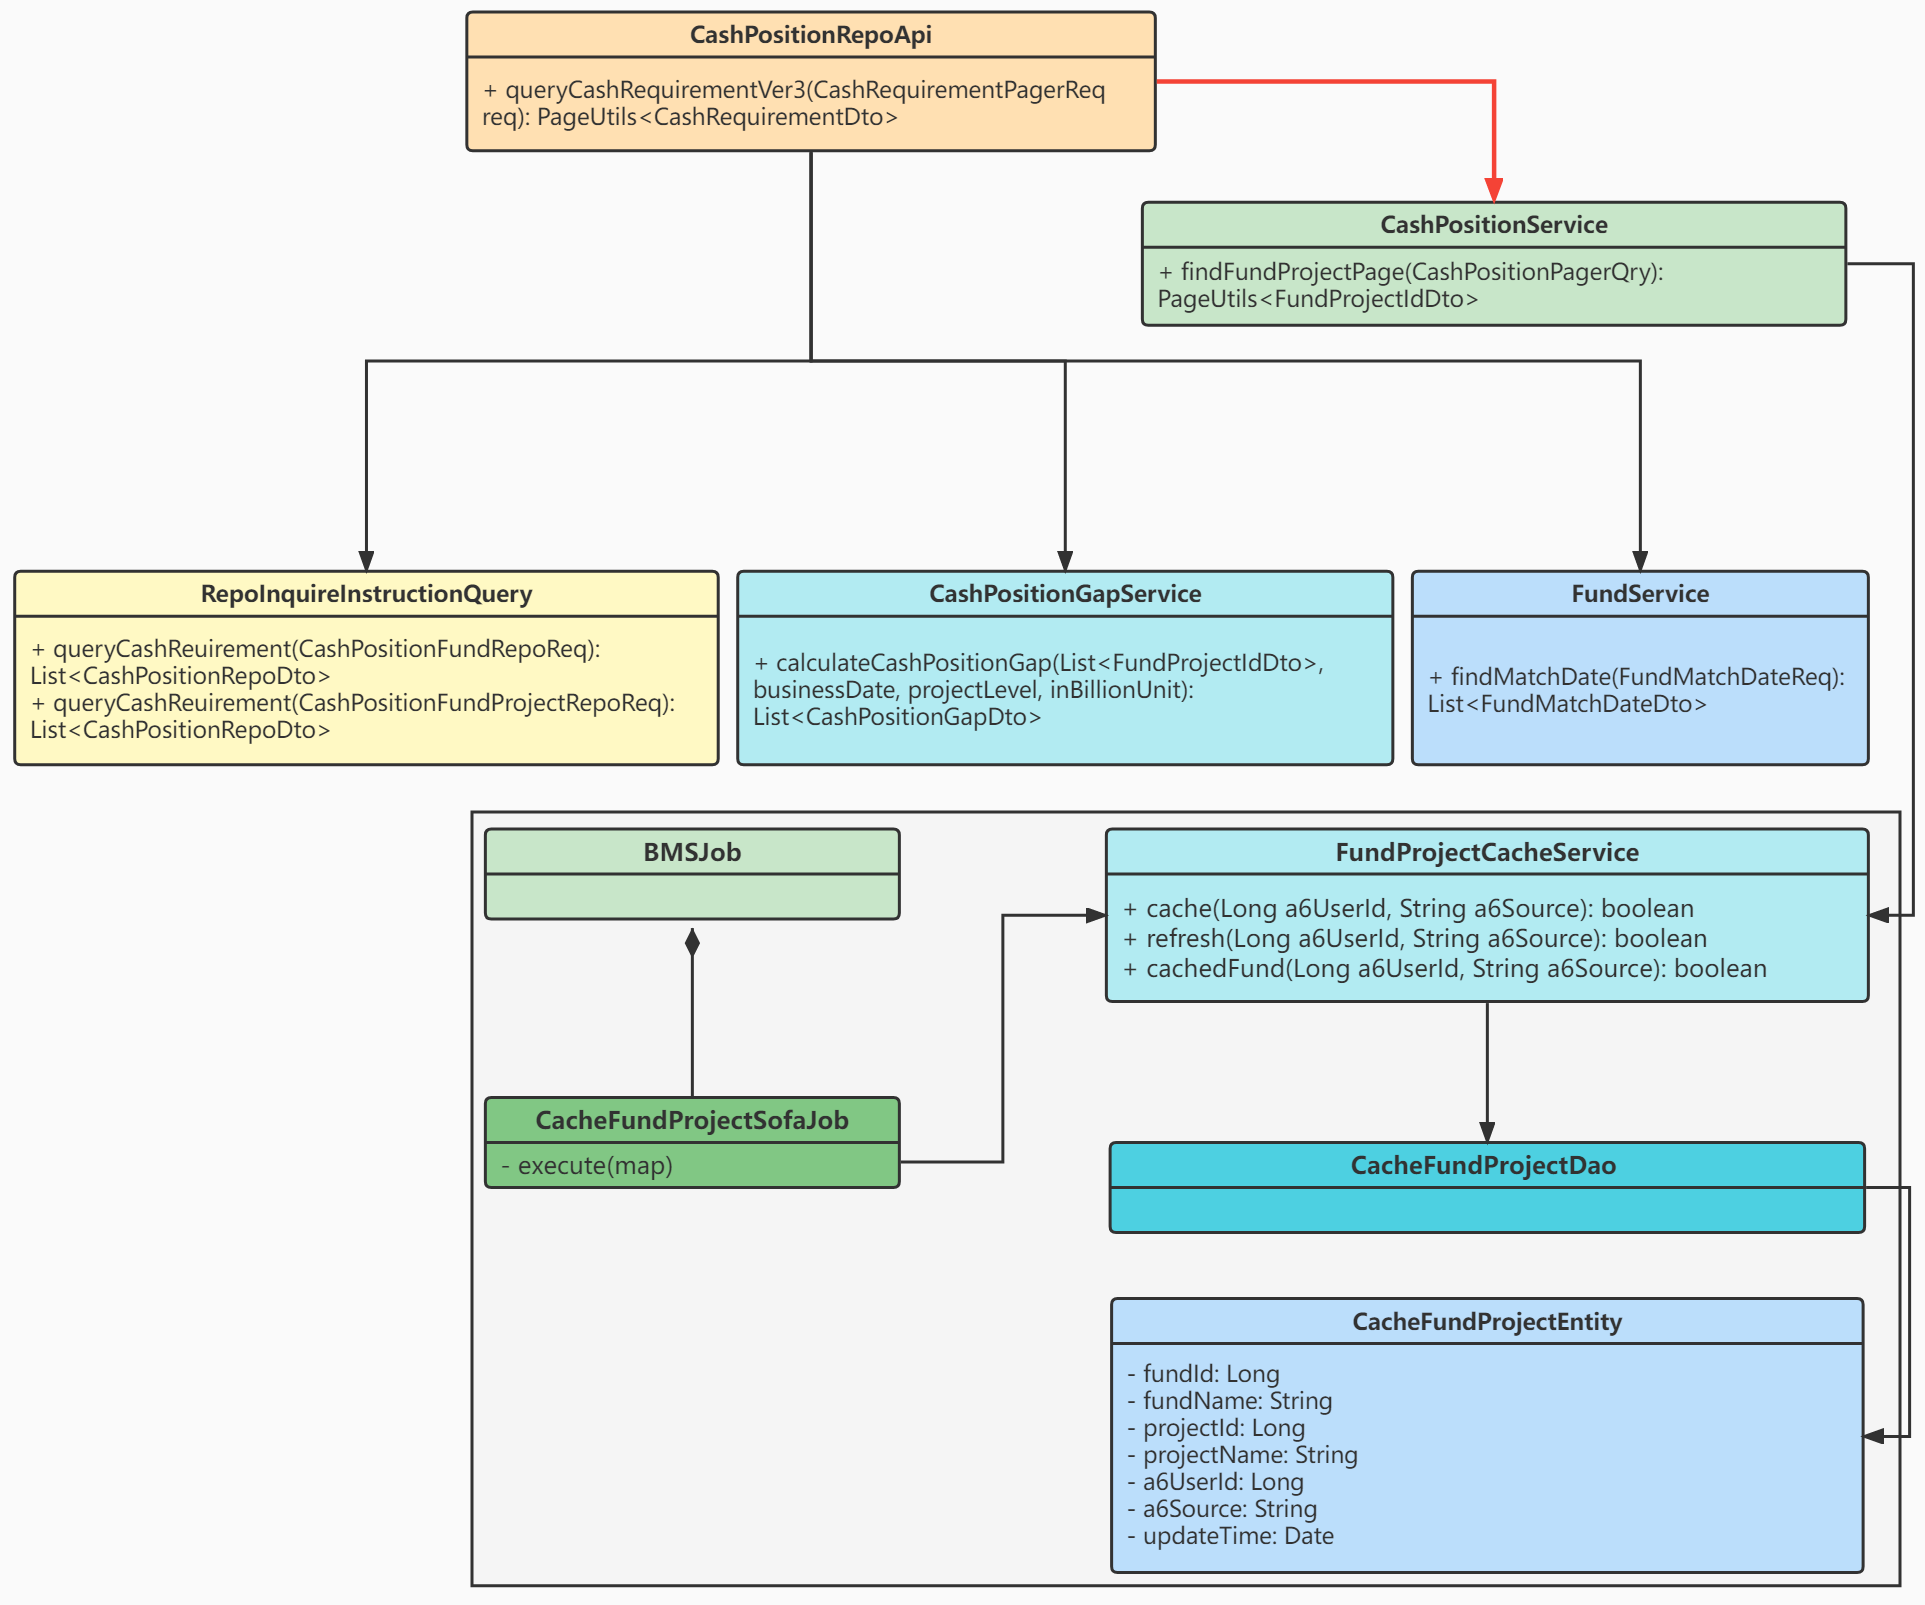 CashPositionRepoApi
+ queryCashRequirementVer3(CashRequirementPagerReq
req): PageUtils<CashRequirementDto>
CashPositionService
+ findFundProjectPage(CashPositionPagerQry):
PageUtils<FundProjectIdDto>
RepoInquireInstructionQuery
+ queryCashReuirement(CashPositionFundRepoReq):
List<CashPositionRepoDto>
+ queryCashReuirement(CashPositionFundProjectRepoReq):
List<CashPositionRepoDto>
CashPositionGapService
+ calculateCashPositionGap(List<FundProjectIdDto>,
businessDate, projectLevel, inBillionUnit):
List<CashPositionGapDto>
FundService
+ findMatchDate(FundMatchDateReq):
List<FundMatchDateDto>
BMSJob
FundProjectCacheService
+ cache(Long a6UserId, String a6Source): boolean
+ refresh(Long a6UserId, String a6Source): boolean
+ cachedFund(Long a6UserId, String a6Source): boolean
CacheFundProjectSofaJob
- execute(map)
CacheFundProjectDao
CacheFundProjectEntity
- fundId: Long
- fundName: String
- projectId: Long
- projectName: String
- a6UserId: Long
- a6Source: String
- updateTime: Date